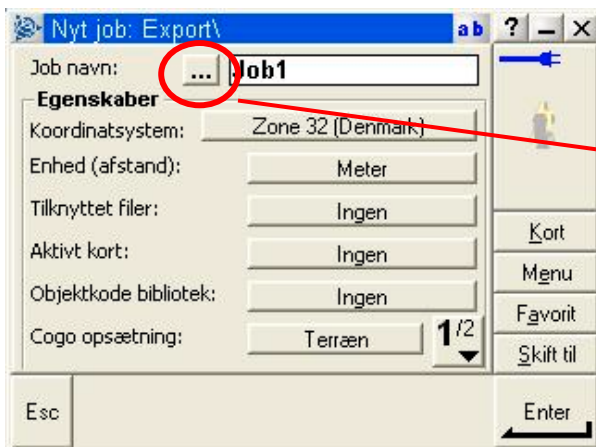 Nyt job: Export\ ab ? – ×
Job navn: ... Job1
Egenskaber
Koordinatsystem: Zone 32 (Denmark)
Enhed (afstand): Meter
Tilknyttet filer: Ingen
Aktivt kort: Ingen
Objektkode bibliotek: Ingen
Cogo opsætning: Terræn 1/2
Kort
Menu
Favorit
Skift til
Esc Enter